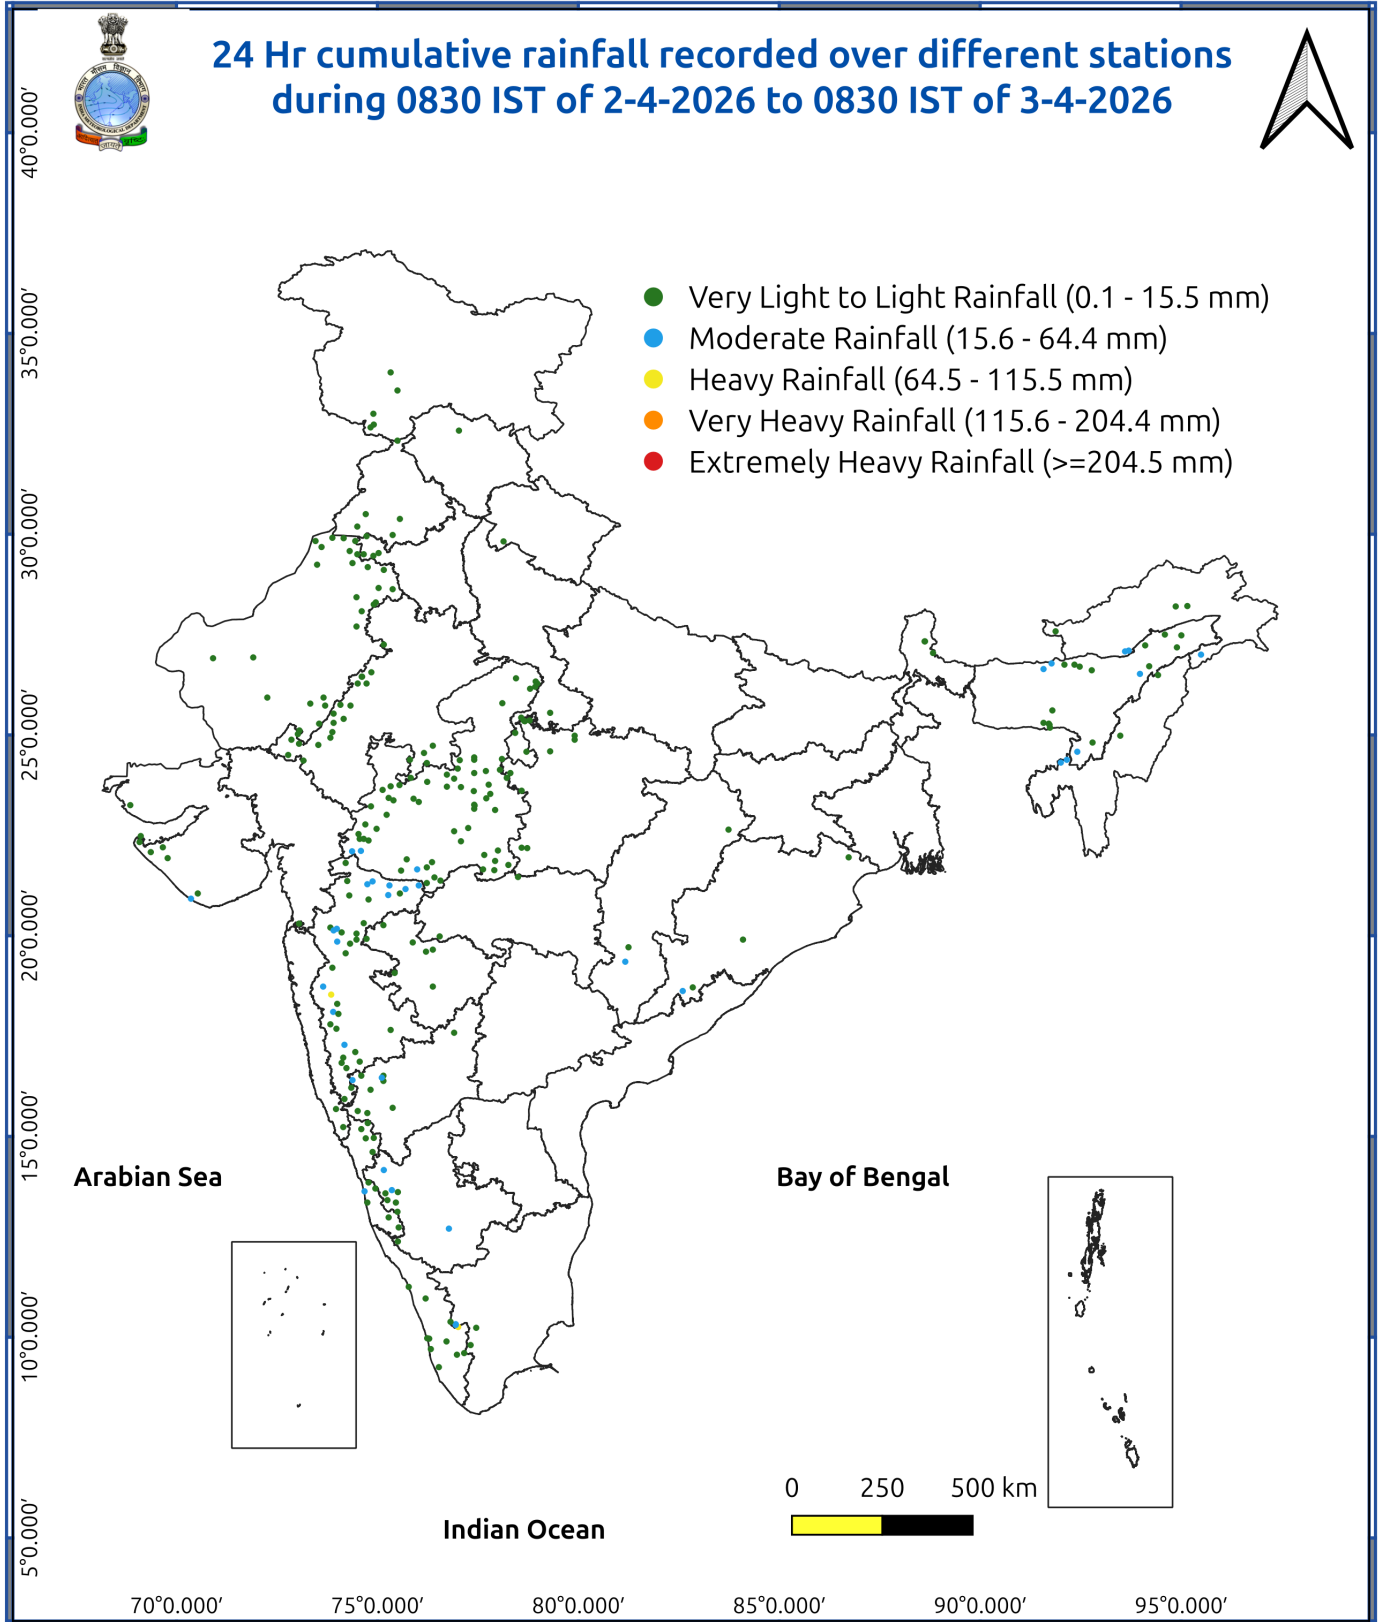 24 Hr cumulative rainfall recorded over different stations
during 0830 IST of 2-4-2026 to 0830 IST of 3-4-2026
Very Light to Light Rainfall (0.1 - 15.5 mm)
Moderate Rainfall (15.6 - 64.4 mm)
Heavy Rainfall (64.5 - 115.5 mm)
Very Heavy Rainfall (115.6 - 204.4 mm)
Extremely Heavy Rainfall (>=204.5 mm)
40°0.000′
35°0.000′
30°0.000′
25°0.000′
20°0.000′
15°0.000′
10°0.000′
5°0.000′
Arabian Sea
Bay of Bengal
Indian Ocean
0 250 500 km
70°0.000′ 75°0.000′ 80°0.000′ 85°0.000′ 90°0.000′ 95°0.000′